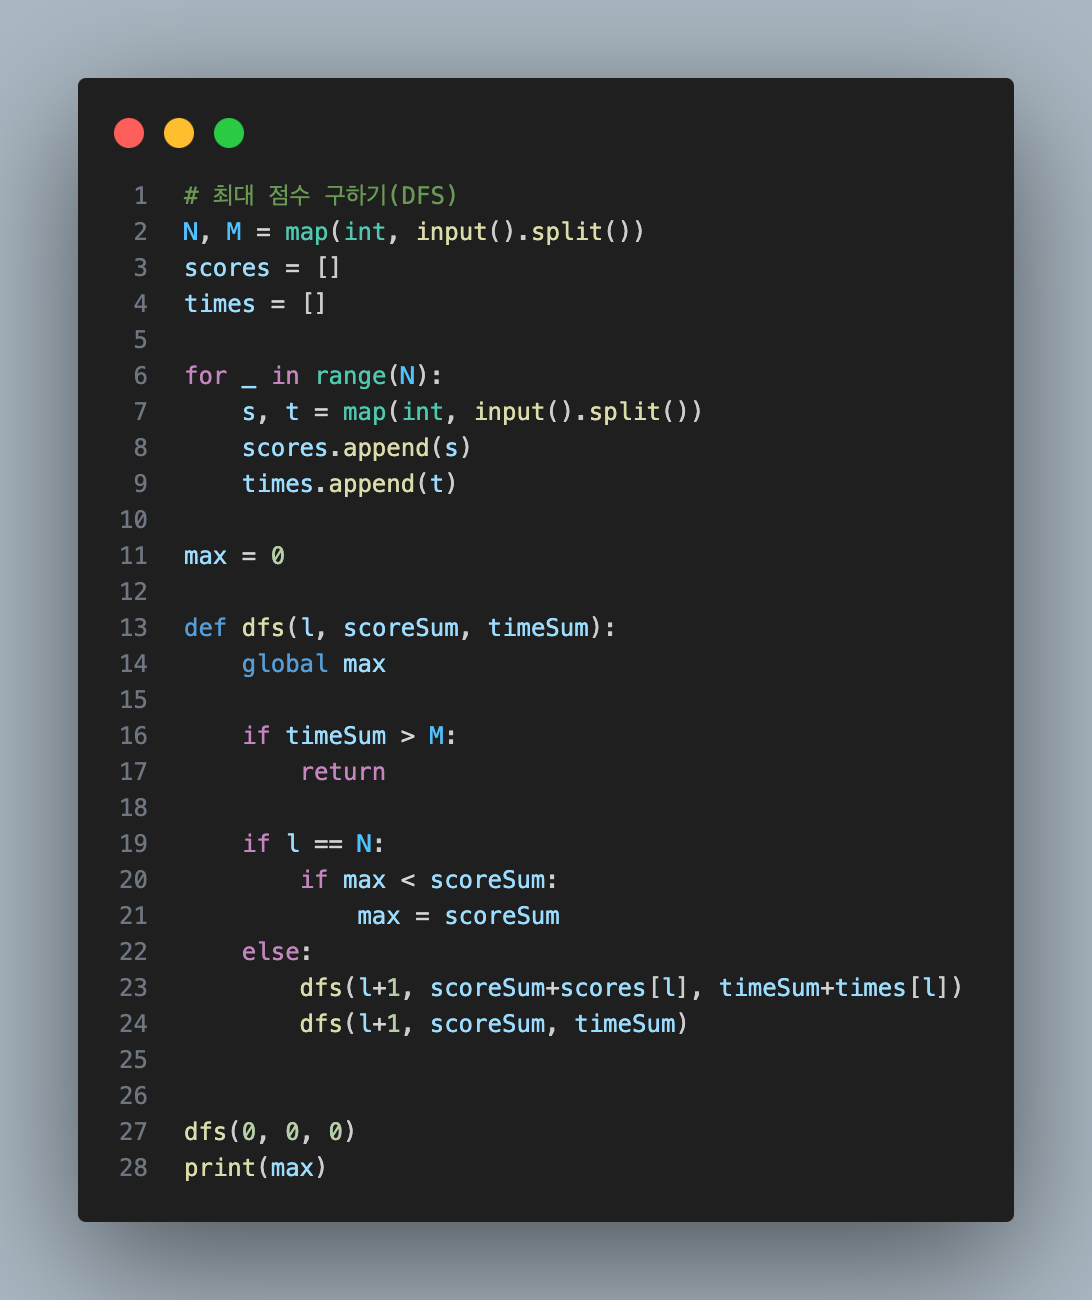 1 # 최대 점수 구하기(DFS)
2 N, M = map(int, input().split())
3 scores = []
4 times = []
5
6 for _ in range(N):
7     s, t = map(int, input().split())
8     scores.append(s)
9     times.append(t)
10
11 max = 0
12
13 def dfs(l, scoreSum, timeSum):
14     global max
15
16     if timeSum > M:
17         return
18
19     if l == N:
20         if max < scoreSum:
21             max = scoreSum
22     else:
23         dfs(l+1, scoreSum+scores[l], timeSum+times[l])
24         dfs(l+1, scoreSum, timeSum)
25
26
27 dfs(0, 0, 0)
28 print(max)